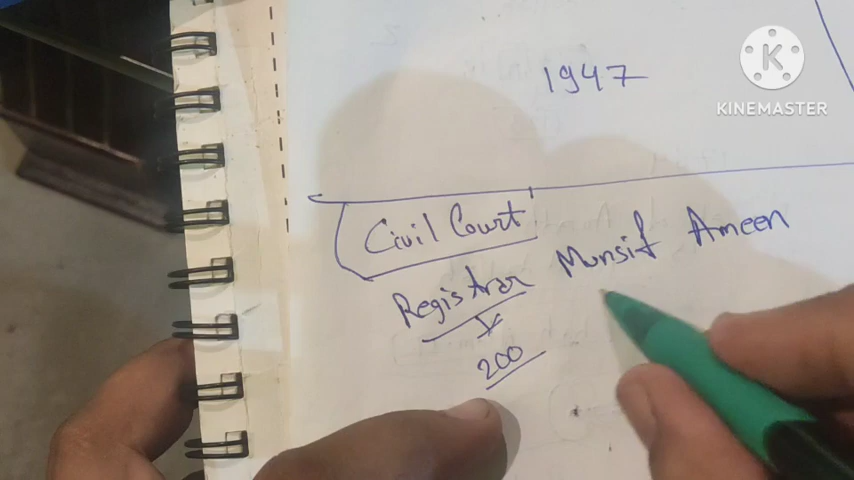 1947
KINEMASTER
Civil Court
Registrar Munsif Ameen
200